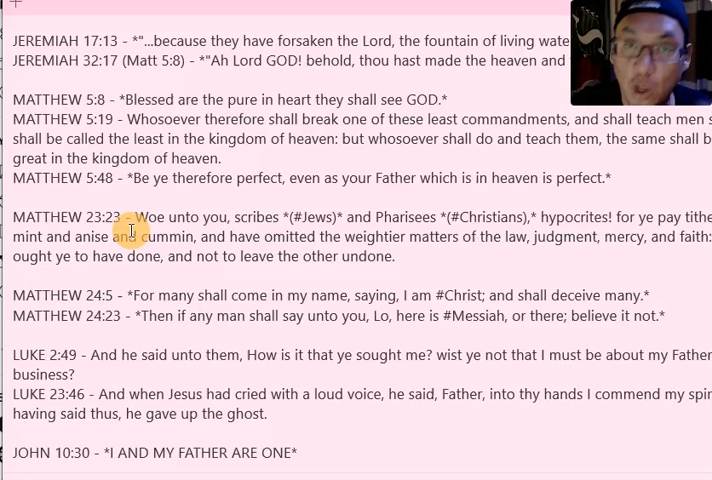 JEREMIAH 17:13 - *"...because they have forsaken the Lord, the fountain of living
JEREMIAH 32:17 (Matt 5:8) - *"Ah Lord GOD! behold, thou hast made the heaven and
MATTHEW 5:8 - *Blessed are the pure in heart they shall see GOD.*
MATTHEW 5:19 - Whosoever therefore shall break one of these least commandments, and shall teach men
shall be called the least in the kingdom of heaven: but whosoever shall do and teach them, the same shall
great in the kingdom of heaven.
MATTHEW 5:48 - *Be ye therefore perfect, even as your Father which is in heaven is perfect.*
MATTHEW 23:23 - Woe unto you, scribes *(#Jews)* and Pharisees *(#Christians),* hypocrites! for ye pay tithe
mint and anise and cummin, and have omitted the weightier matters of the law, judgment, mercy, and faith:
ought ye to have done, and not to leave the other undone.
MATTHEW 24:5 - *For many shall come in my name, saying, I am #Christ; and shall deceive many.*
MATTHEW 24:23 - *Then if any man shall say unto you, Lo, here is #Messiah, or there; believe it not.*
LUKE 2:49 - And he said unto them, How is it that ye sought me? wist ye not that I must be about my Father
business?
LUKE 23:46 - And when Jesus had cried with a loud voice, he said, Father, into thy hands I commend my
having said thus, he gave up the ghost.
JOHN 10:30 - *I AND MY FATHER ARE ONE*